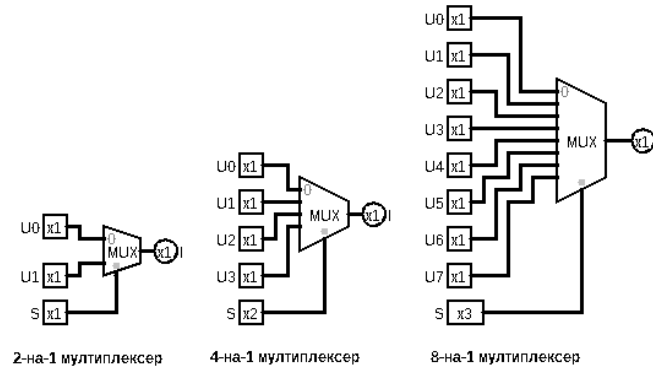 U0 x1
0
MUX
x1 I
U1 x1
S x1
2-на-1 мултиплексер
U0 x1
U1 x1
0
MUX
x1 I
U2 x1
U3 x1
S x2
4-на-1 мултиплексер
U0 x1
U1 x1
U2 x1
0
U3 x1
MUX
x1
U4 x1
U5 x1
U6 x1
U7 x1
S x3
8-на-1 мултиплексер